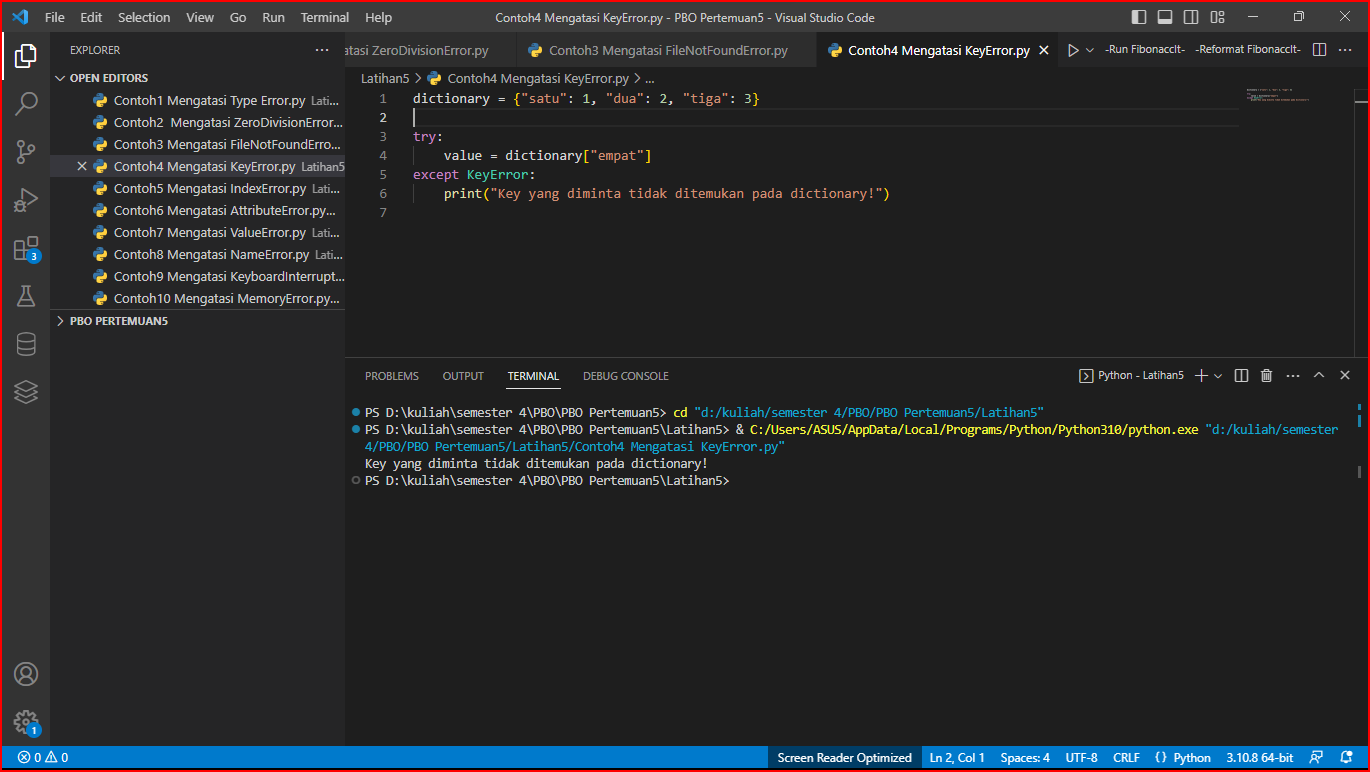 File Edit Selection View Go Run Terminal Help
Contoh4 Mengatasi KeyError.py - PBO Pertemuan5 - Visual Studio Code
EXPLORER
OPEN EDITORS
Contoh1 Mengatasi Type Error.py Lati...
Contoh2 Mengatasi ZeroDivisionError...
Contoh3 Mengatasi FileNotFoundErro...
Contoh4 Mengatasi KeyError.py Latihan5
Contoh5 Mengatasi IndexError.py Lati...
Contoh6 Mengatasi AttributeError.py...
Contoh7 Mengatasi ValueError.py Lati...
Contoh8 Mengatasi NameError.py Lati...
Contoh9 Mengatasi KeyboardInterrupt...
Contoh10 Mengatasi MemoryError.py...
PBO PERTEMUAN5
3
1
atasi ZeroDivisionError.py
Contoh3 Mengatasi FileNotFoundError.py
Contoh4 Mengatasi KeyError.py
-Run Fibonaccit- -Reformat Fibonaccit-
Latihan5 > Contoh4 Mengatasi KeyError.py > ...
1 dictionary = {"satu": 1, "dua": 2, "tiga": 3}
2
3 try:
4     value = dictionary["empat"]
5 except KeyError:
6     print("Key yang diminta tidak ditemukan pada dictionary!")
7
PROBLEMS OUTPUT TERMINAL DEBUG CONSOLE
Python - Latihan5
PS D:\kuliah\semester 4\PBO\PBO Pertemuan5> cd "d:/kuliah/semester 4/PBO/PBO Pertemuan5/Latihan5"
PS D:\kuliah\semester 4\PBO\PBO Pertemuan5\Latihan5> & C:/Users/ASUS/AppData/Local/Programs/Python/Python310/python.exe "d:/kuliah/semester
4/PBO/PBO Pertemuan5/Latihan5/Contoh4 Mengatasi KeyError.py"
Key yang diminta tidak ditemukan pada dictionary!
PS D:\kuliah\semester 4\PBO\PBO Pertemuan5\Latihan5>
0 0
Screen Reader Optimized Ln 2, Col 1 Spaces: 4 UTF-8 CRLF {} Python 3.10.8 64-bit